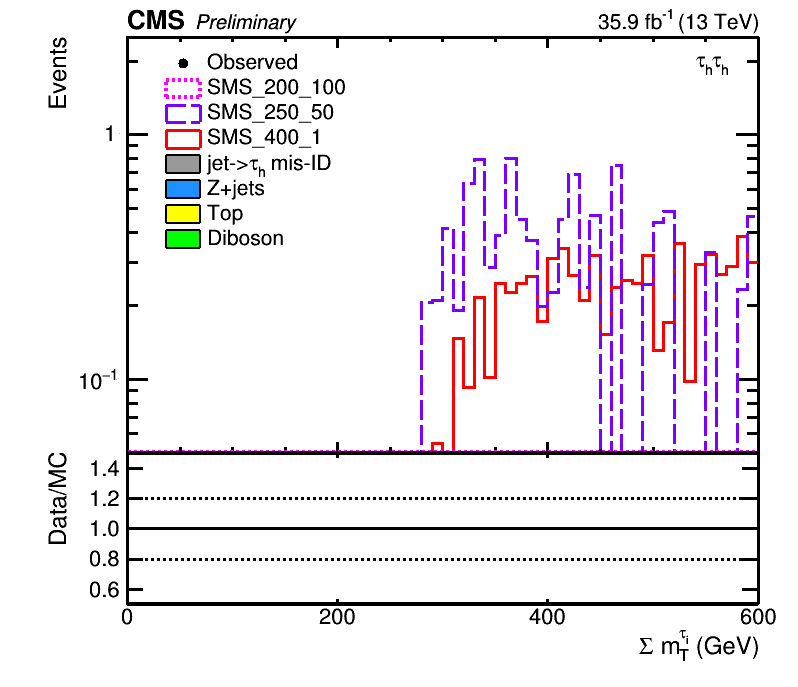 CMS Preliminary 35.9 fb⁻¹ (13 TeV)
Events
τhτh
Observed
SMS_200_100
SMS_250_50
SMS_400_1
jet->τh mis-ID
Z+jets
Top
Diboson
1
10⁻¹
Data/MC
1.4
1.2
1.0
0.8
0.6
0 200 400 600
Σ mTτi (GeV)